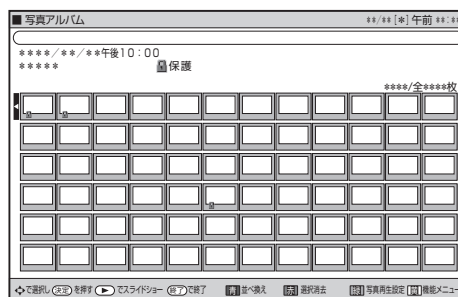 ■ 写真アルバム **/** [*] 午前 **:**
****/**/**午後10:00
***** 保護
****/全****枚
で選択し 決定 を押す ▶ でスライドショー 終了 で終了 青 並べ換え 赤 選択消去 緑 写真再生設定 黄 機能メニュー